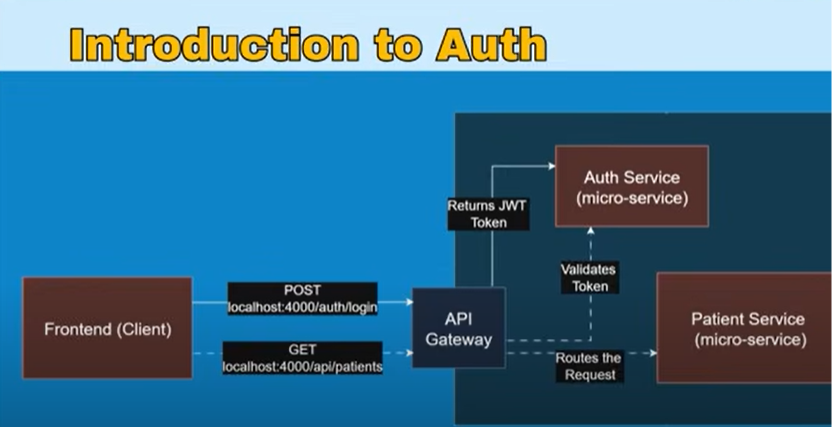 Introduction to Auth
Auth Service
(micro-service)
Returns JWT
Token
Validates
Token
POST
localhost:4000/auth/login
Frontend (Client)
API
Gateway
GET
localhost:4000/api/patients
Patient Service
(micro-service)
Routes the
Request